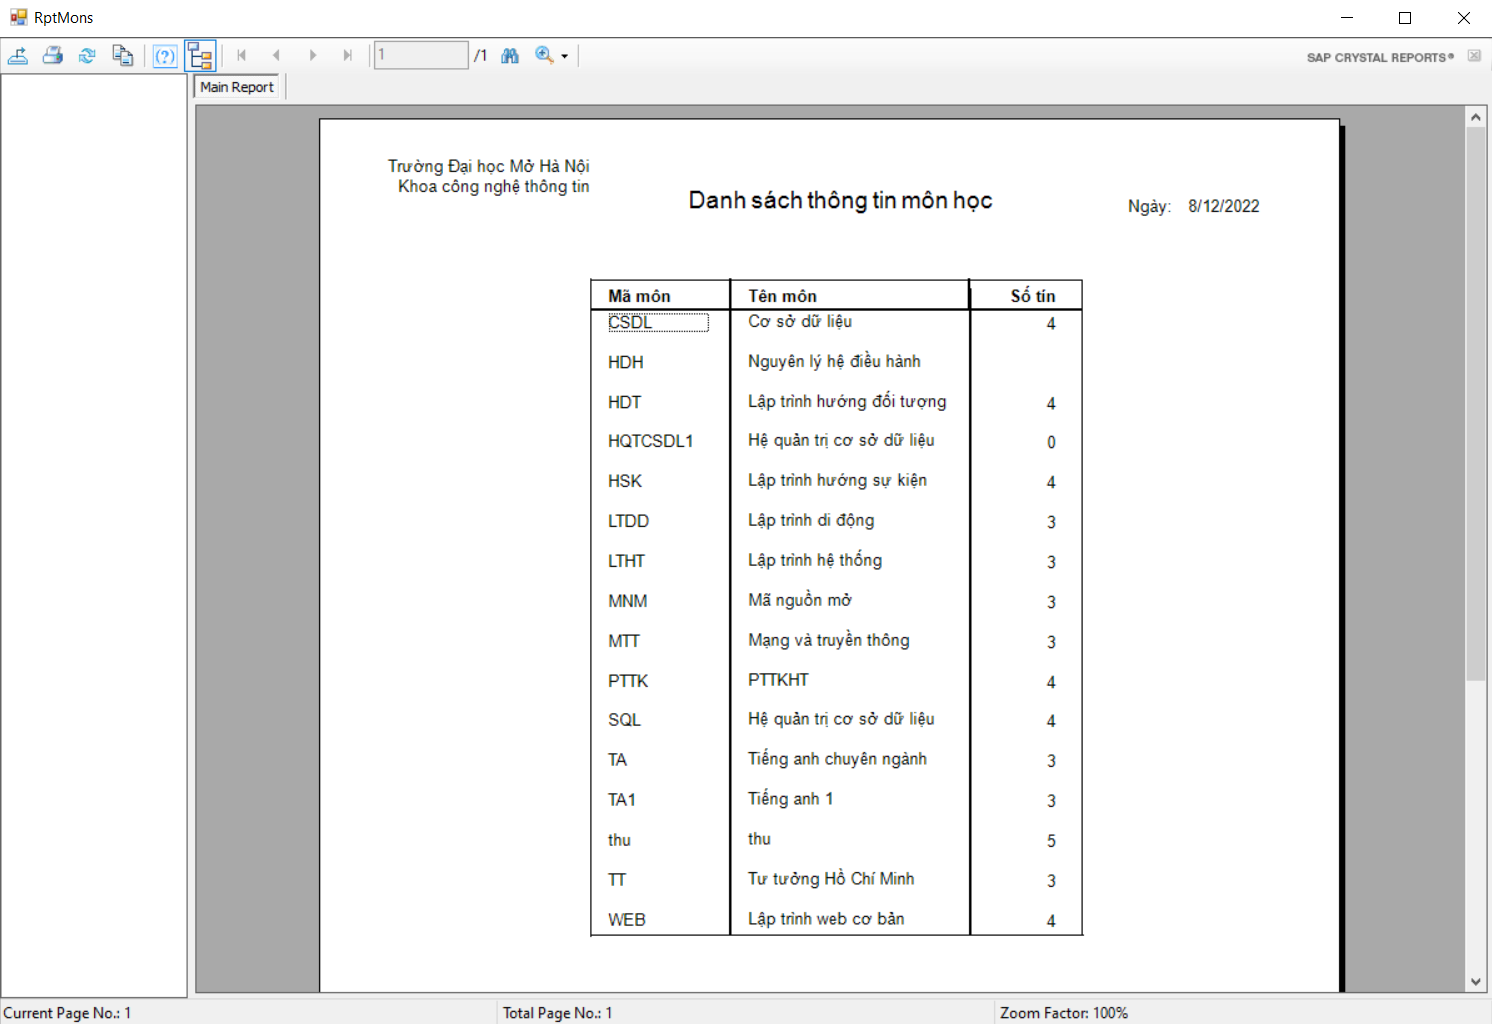 RptMons
1 /1
SAP CRYSTAL REPORTS®
Main Report
Trường Đại học Mở Hà Nội
Khoa công nghệ thông tin
Danh sách thông tin môn học
Ngày: 8/12/2022
Mã môn Tên môn Số tín
CSDL Cơ sở dữ liệu 4
HDH Nguyên lý hệ điều hành
HDT Lập trình hướng đối tượng 4
HQTCSDL1 Hệ quản trị cơ sở dữ liệu 0
HSK Lập trình hướng sự kiện 4
LTDD Lập trình di động 3
LTHT Lập trình hệ thống 3
MNM Mã nguồn mở 3
MTT Mạng và truyền thông 3
PTTK PTTKHT 4
SQL Hệ quản trị cơ sở dữ liệu 4
TA Tiếng anh chuyên ngành 3
TA1 Tiếng anh 1 3
thu thu 5
TT Tư tưởng Hồ Chí Minh 3
WEB Lập trình web cơ bản 4
Current Page No.: 1 Total Page No.: 1 Zoom Factor: 100%